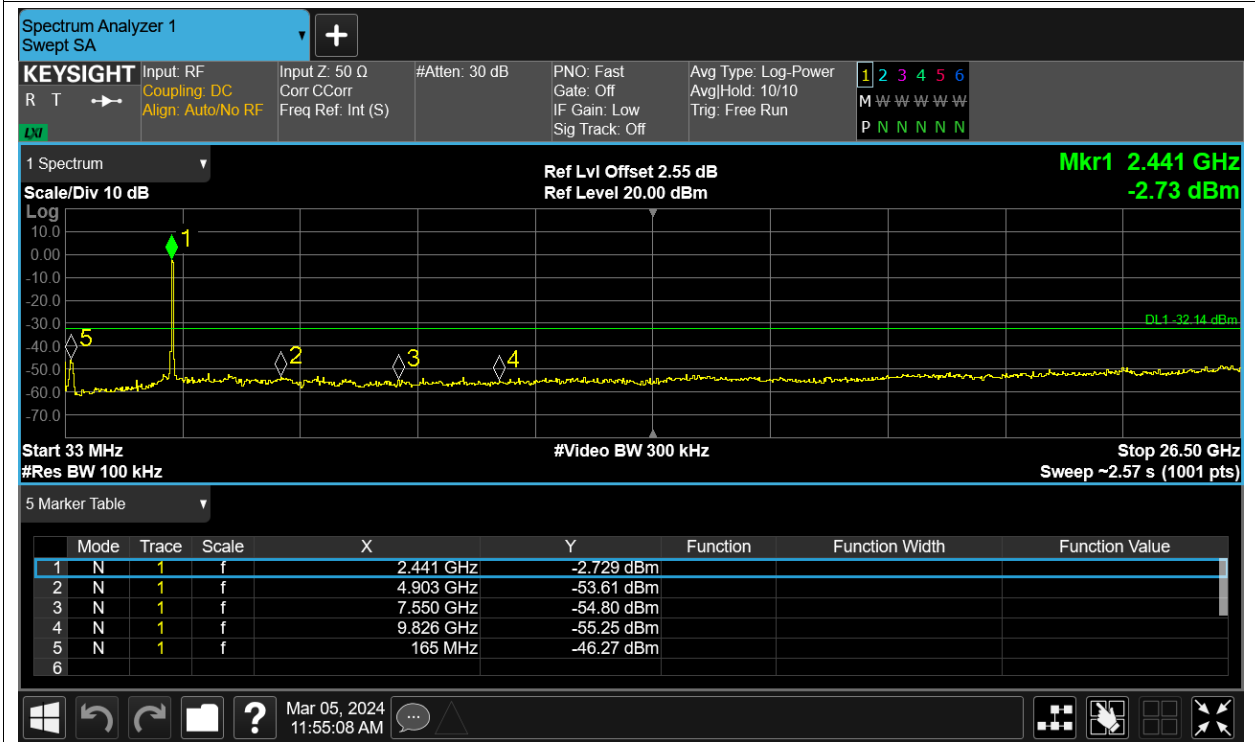 Spectrum Analyzer 1
Swept SA
+
KEYSIGHT
R T
LXI
Input: RF
Coupling: DC
Align: Auto/No RF
Input Z: 50 Ω
Corr CCorr
Freq Ref: Int (S)
#Atten: 30 dB
PNO: Fast
Gate: Off
IF Gain: Low
Sig Track: Off
Avg Type: Log-Power
Avg|Hold: 10/10
Trig: Free Run
1 2 3 4 5 6
M W W W W W
P N N N N N
1 Spectrum
Scale/Div 10 dB
Ref Lvl Offset 2.55 dB
Ref Level 20.00 dBm
Mkr1 2.441 GHz
-2.73 dBm
Log
10.0
0.00
-10.0
-20.0
-30.0
-40.0
-50.0
-60.0
-70.0
1
5
2
3
4
DL1 -32.14 dBm
Start 33 MHz
#Res BW 100 kHz
#Video BW 300 kHz
Stop 26.50 GHz
Sweep ~2.57 s (1001 pts)
5 Marker Table
Mode Trace Scale X Y Function Function Width Function Value
1 N 1 f 2.441 GHz -2.729 dBm
2 N 1 f 4.903 GHz -53.61 dBm
3 N 1 f 7.550 GHz -54.80 dBm
4 N 1 f 9.826 GHz -55.25 dBm
5 N 1 f 165 MHz -46.27 dBm
6
?
Mar 05, 2024
11:55:08 AM